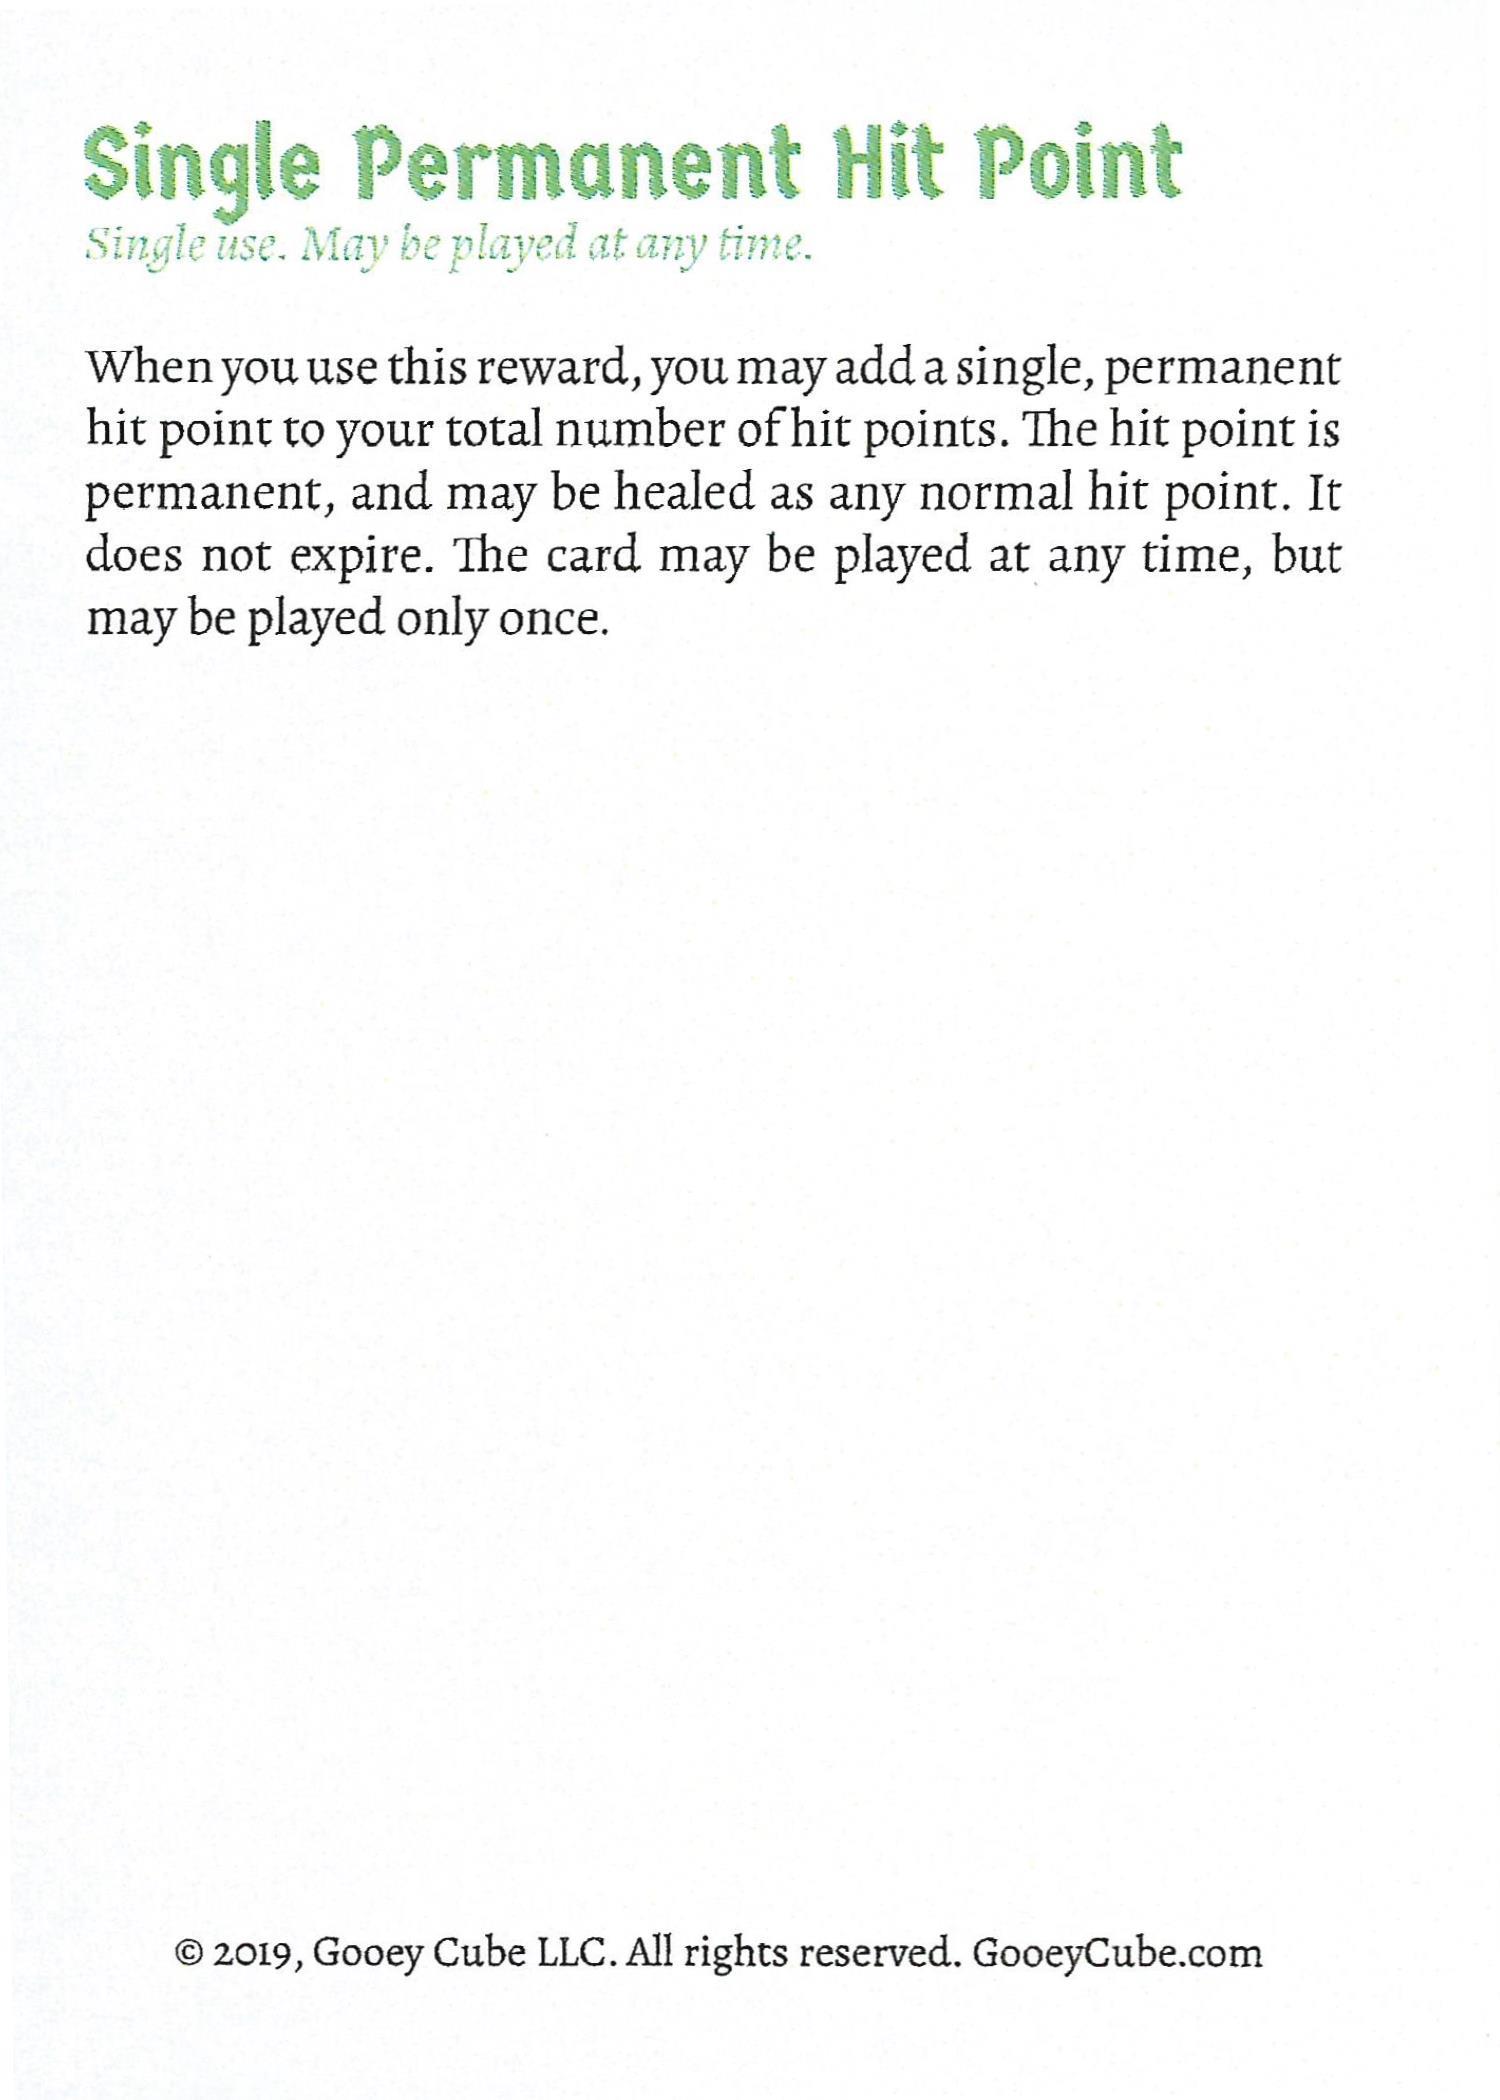 Single Permanent Hit Point
Single use. May be played at any time.
When you use this reward, you may add a single, permanent
hit point to your total number of hit points. The hit point is
permanent, and may be healed as any normal hit point. It
does not expire. The card may be played at any time, but
may be played only once.
© 2019, Gooey Cube LLC. All rights reserved. GooeyCube.com